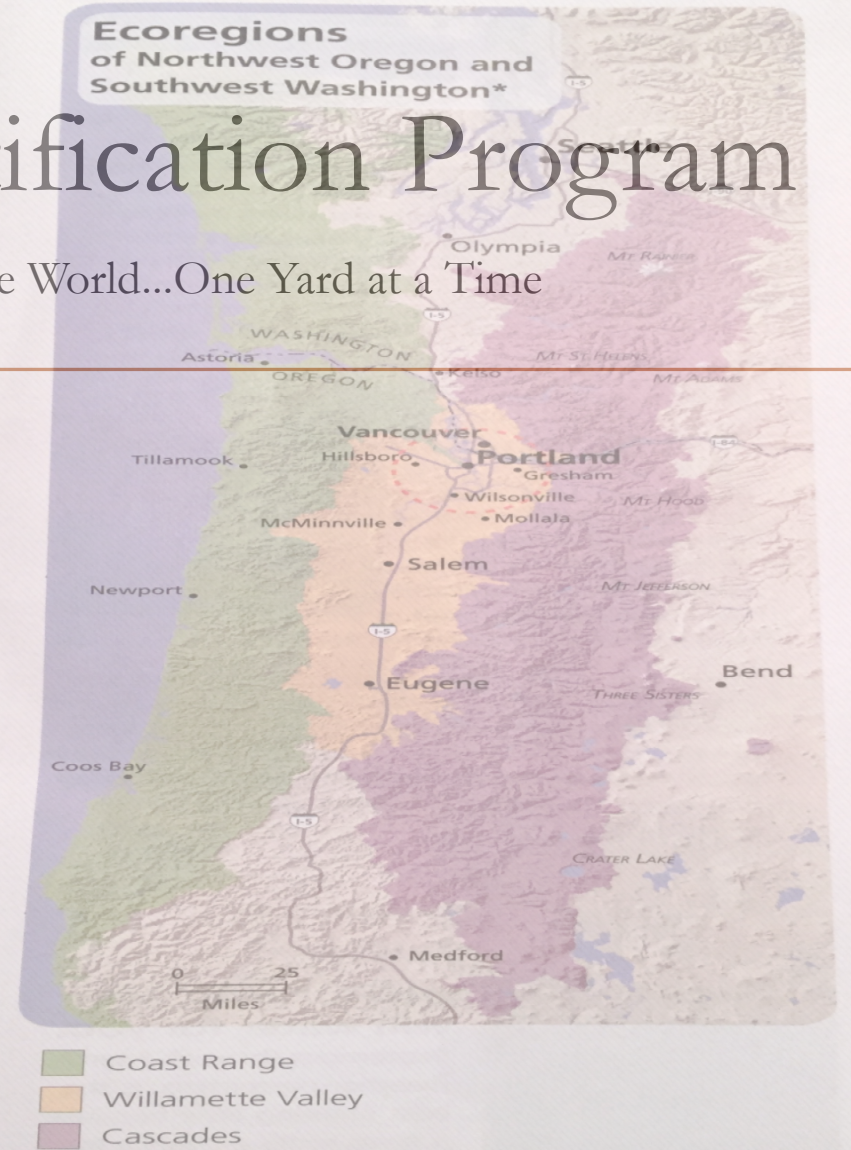 Ecoregions
of Northwest Oregon and
Southwest Washington*
I-5
Seattle
ification Program
Olympia
Mt Rainier
e World...One Yard at a Time
I-5
WASHINGTON
Astoria
Mt St. Helens
Kelso
OREGON
Mt Adams
Vancouver
I-84
Hillsboro
Portland
Tillamook
Gresham
Wilsonville
Mt Hood
McMinnville
Mollala
Salem
Newport
Mt Jefferson
I-5
Bend
Eugene
Three Sisters
Coos Bay
I-5
Crater Lake
Medford
0 25
Miles
Coast Range
Willamette Valley
Cascades